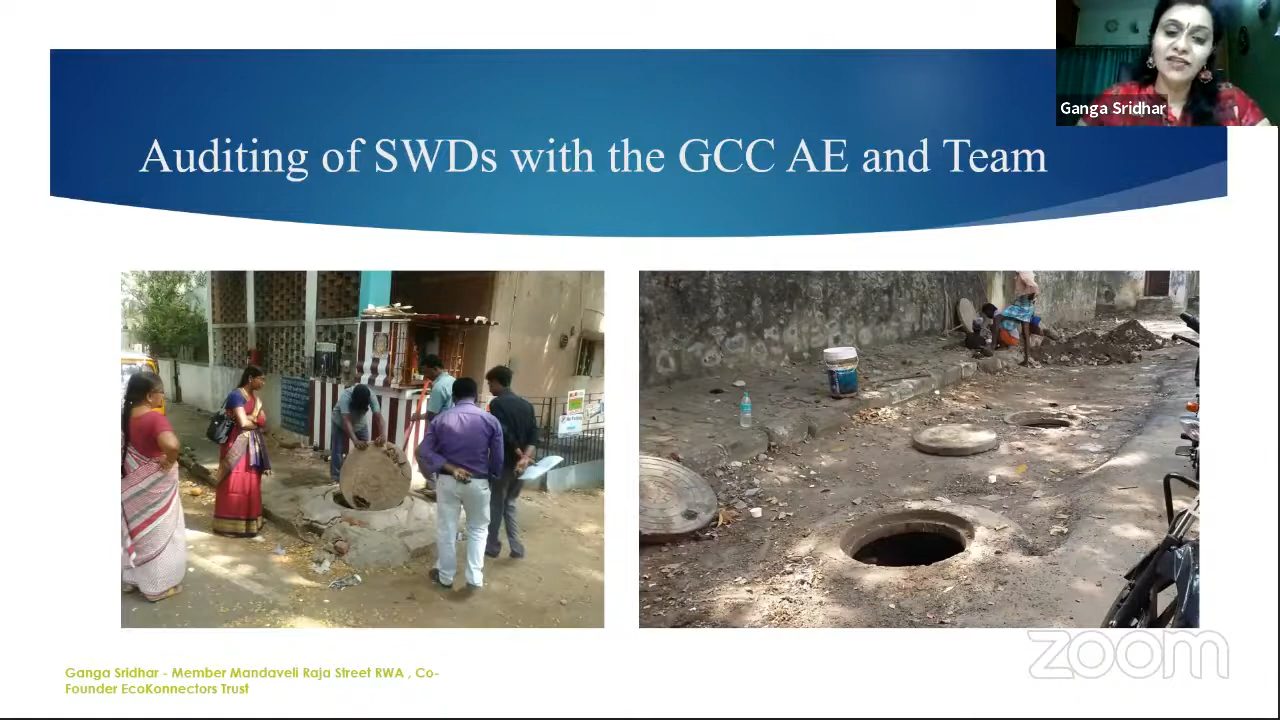 Ganga Sridhar
Auditing of SWDs with the GCC AE and Team
Ganga Sridhar - Member Mandaveli Raja Street RWA , Co-
Founder EcoKonnectors Trust
zoom